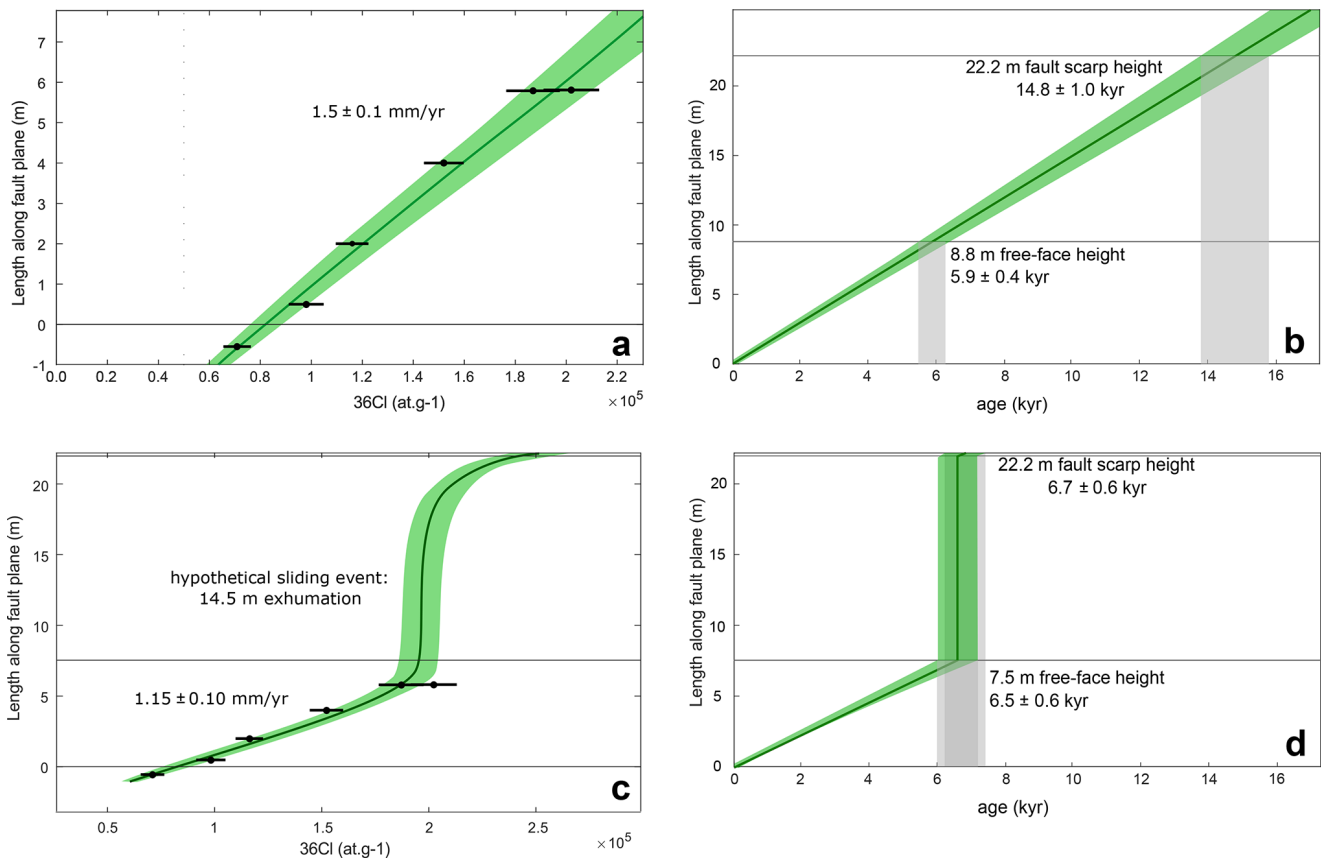 7
6
5
4
3
2
1
0
-1
Length along fault plane (m)
1.5 ± 0.1 mm/yr
a
0.0 0.2 0.4 0.6 0.8 1 1.2 1.4 1.6 1.8 2 2.2
36Cl (at.g-1)
×10⁵
20
15
10
5
0
Length along fault plane (m)
22.2 m fault scarp height
14.8 ± 1.0 kyr
8.8 m free-face height
5.9 ± 0.4 kyr
b
0 2 4 6 8 10 12 14 16
age (kyr)
20
15
10
5
0
Length along fault plane (m)
hypothetical sliding event:
14.5 m exhumation
1.15 ± 0.10 mm/yr
c
0.5 1 1.5 2 2.5
36Cl (at.g-1)
×10⁵
20
15
10
5
0
Length along fault plane (m)
22.2 m fault scarp height
6.7 ± 0.6 kyr
7.5 m free-face height
6.5 ± 0.6 kyr
d
0 2 4 6 8 10 12 14 16
age (kyr)